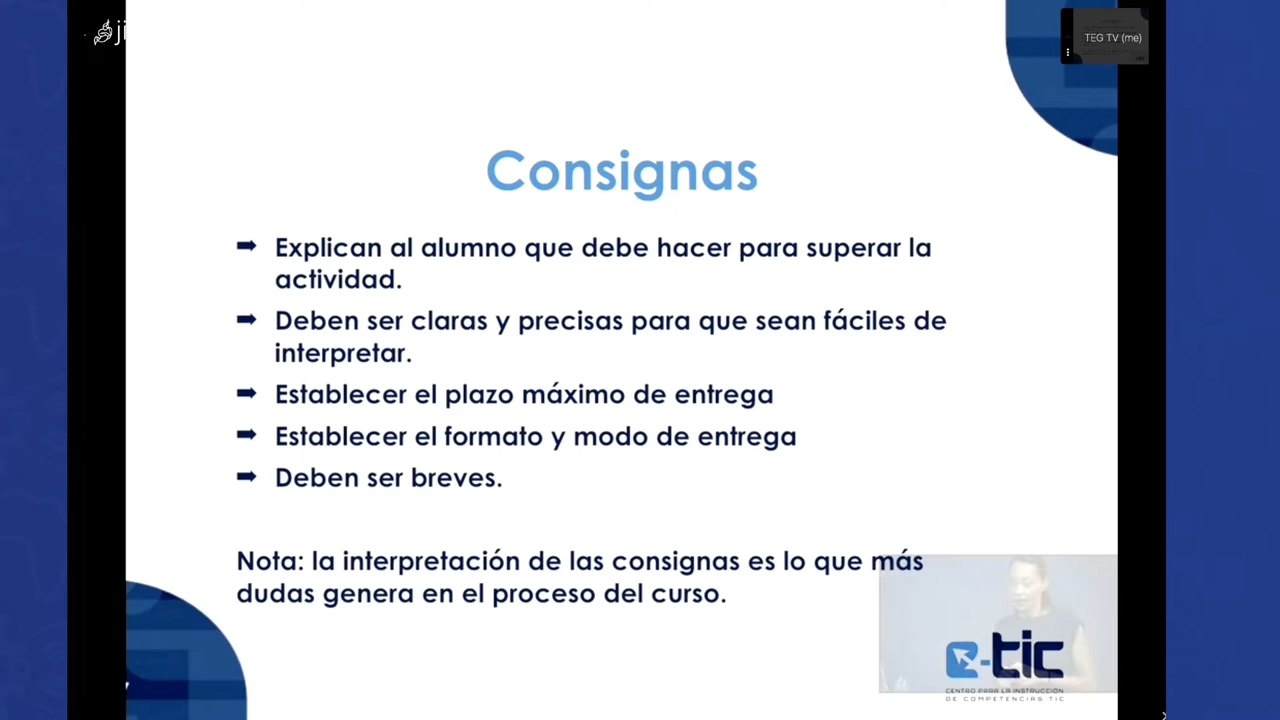 ji
TEG TV (me)
Consignas
Explican al alumno que debe hacer para superar la
actividad.
Deben ser claras y precisas para que sean fáciles de
interpretar.
Establecer el plazo máximo de entrega
Establecer el formato y modo de entrega
Deben ser breves.
Nota: la interpretación de las consignas es lo que más
dudas genera en el proceso del curso.
e-tic
CENTRO PARA LA INSTRUCCIÓN
DE COMPETENCIAS TIC